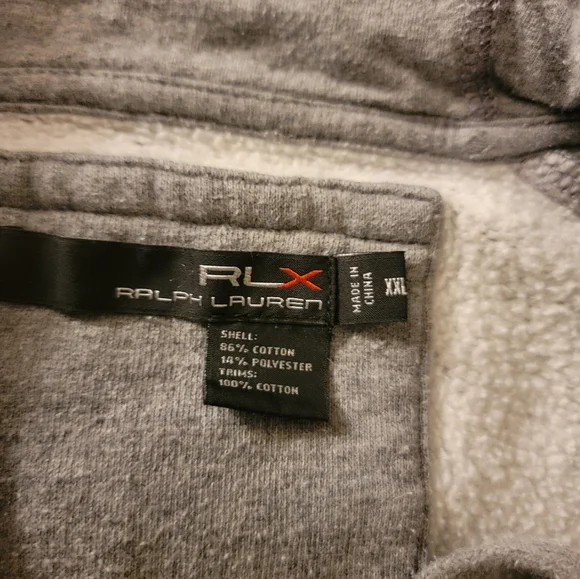 RLX
RALPH LAUREN
MADE IN
CHINA
XXL
SHELL:
86% COTTON
14% POLYESTER
TRIMS:
100% COTTON